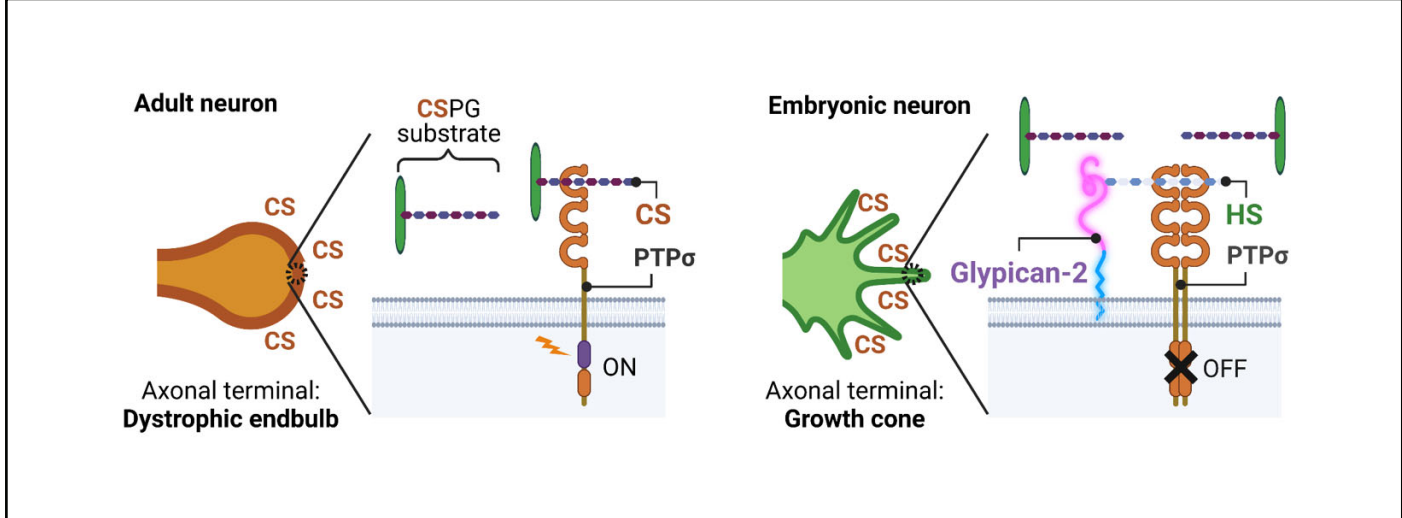 Adult neuron
CSPG
substrate
CS
CS
CS
CS
CS
PTPσ
ON
Axonal terminal:
Dystrophic endbulb
Embryonic neuron
CS
CS
CS
CS
HS
PTPσ
Glypican-2
OFF
Axonal terminal:
Growth cone